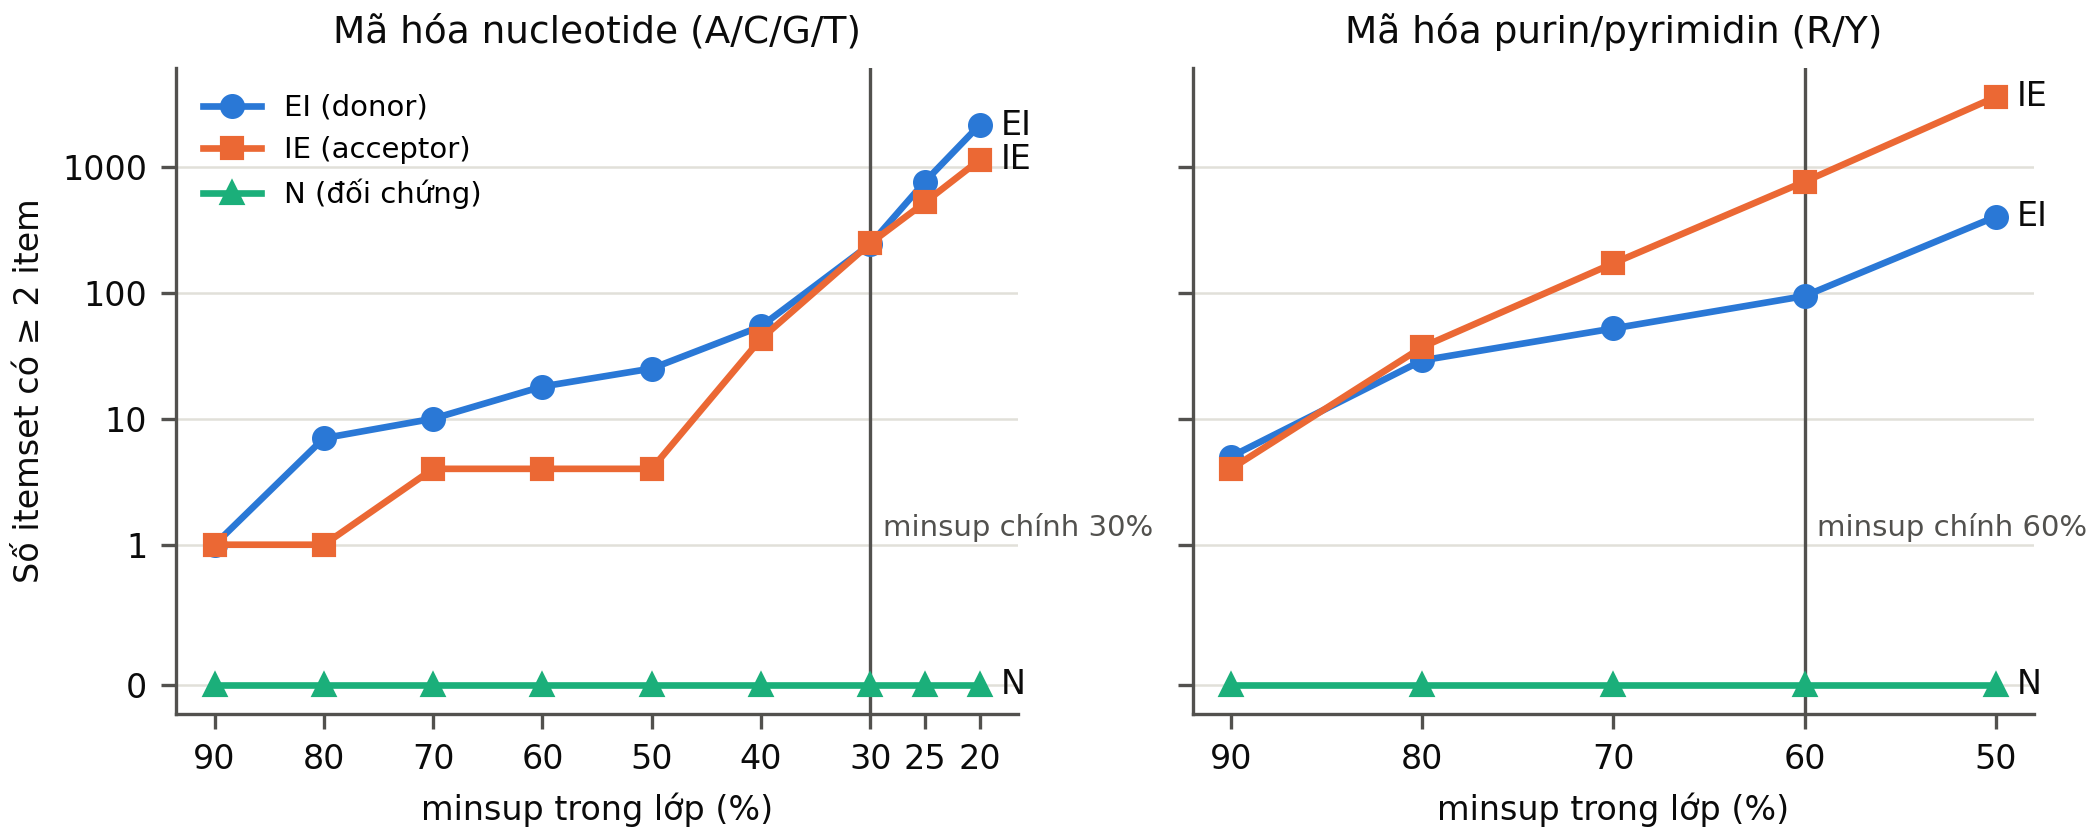 Mã hóa nucleotide (A/C/G/T)
EI (donor)
IE (acceptor)
N (đối chứng)
Số itemset có ≥ 2 item
1000
100
10
1
0
EI
IE
minsup chính 30%
N
90 80 70 60 50 40 30 25 20
minsup trong lớp (%)
Mã hóa purin/pyrimidin (R/Y)
IE
EI
minsup chính 60%
N
90 80 70 60 50
minsup trong lớp (%)